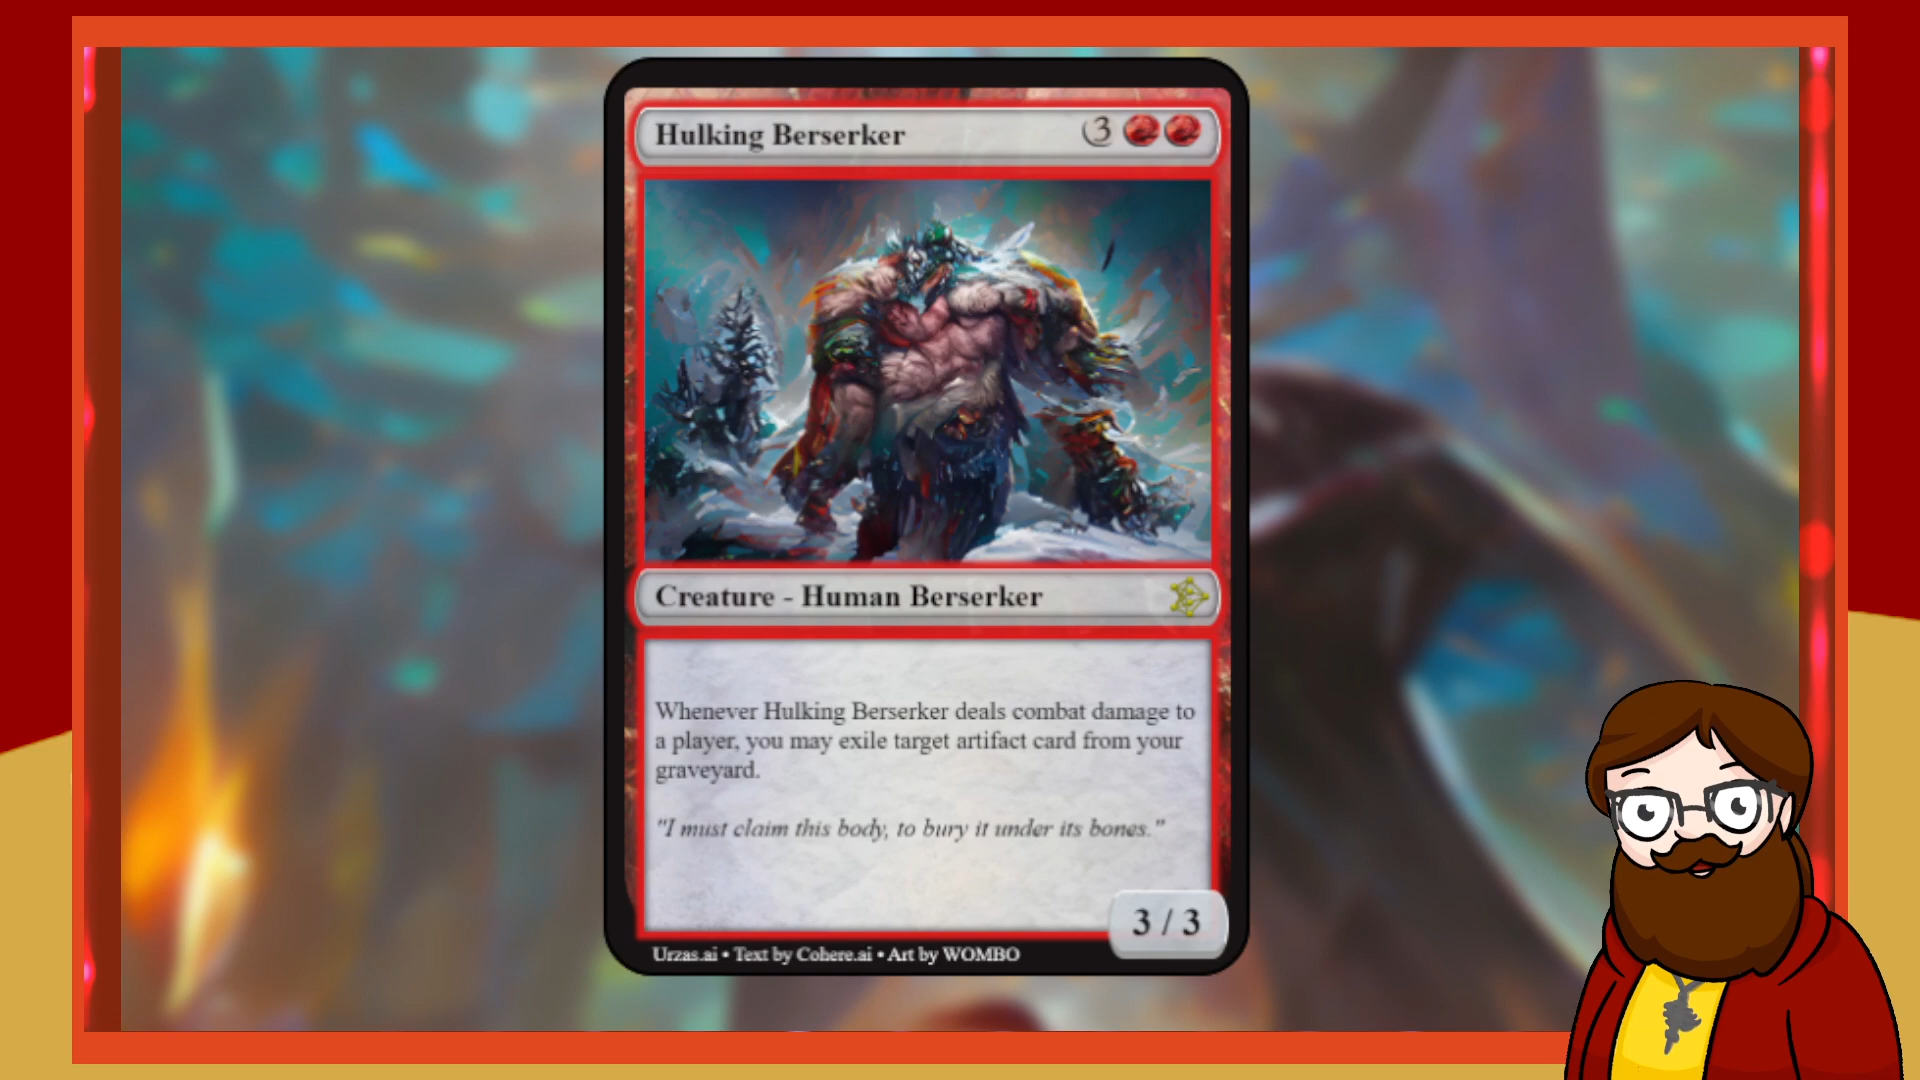 Hulking Berserker 3
Creature - Human Berserker
Whenever Hulking Berserker deals combat damage to
a player, you may exile target artifact card from your
graveyard.
"I must claim this body, to bury it under its bones."
3 / 3
Urzas.ai • Text by Cohere.ai • Art by WOMBO